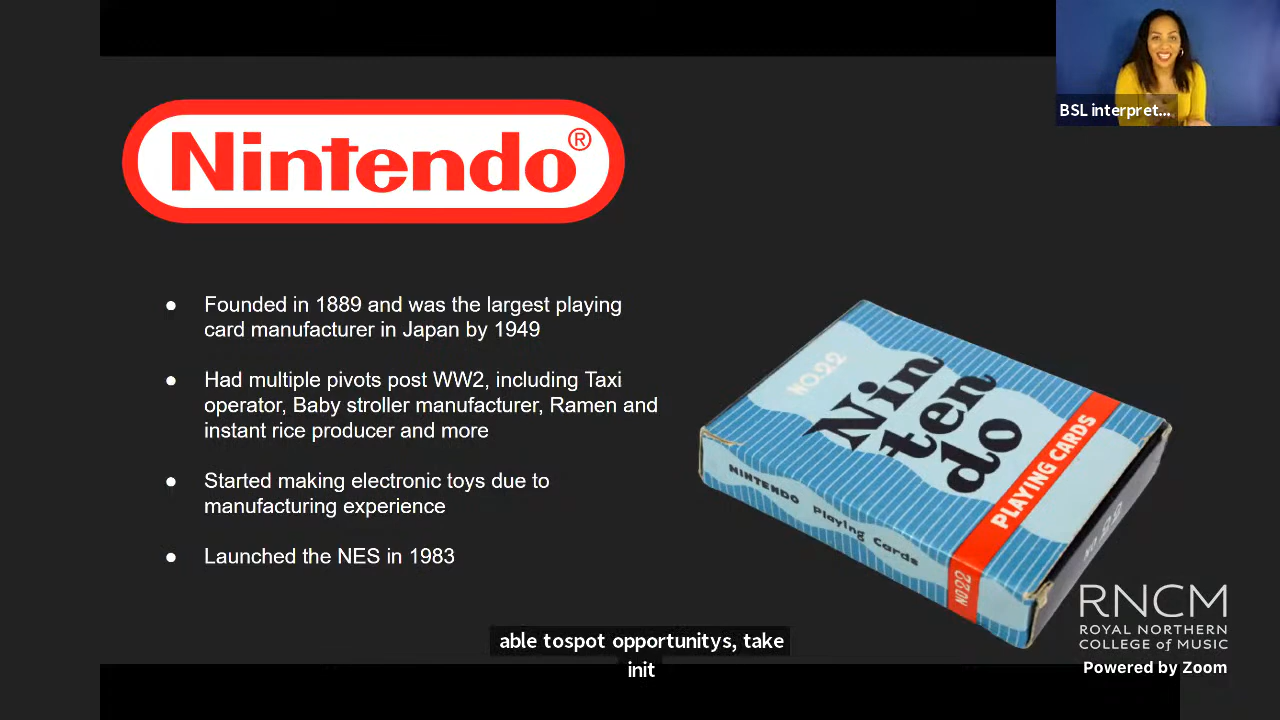 BSL interpret...
Nintendo®
● Founded in 1889 and was the largest playing
card manufacturer in Japan by 1949
● Had multiple pivots post WW2, including Taxi
operator, Baby stroller manufacturer, Ramen and
instant rice producer and more
● Started making electronic toys due to
manufacturing experience
● Launched the NES in 1983
NO.22
Nin
ten
do
PLAYING CARDS
NINTENDO Playing Cards
NO 22
NO 22
RNCM
ROYAL NORTHERN
COLLEGE of MUSIC
Powered by Zoom
able tospot opportunitys, take
init